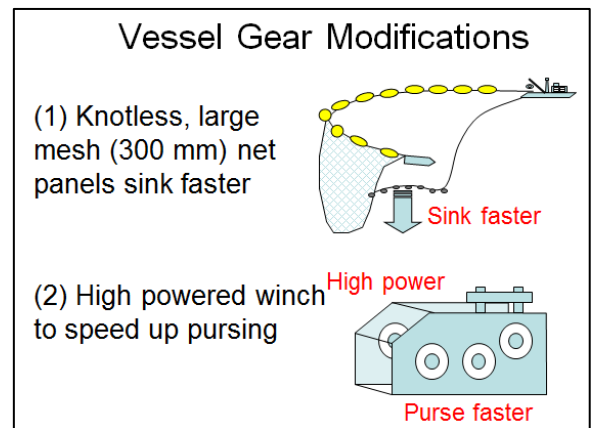 Vessel Gear Modifications
(1) Knotless, large
mesh (300 mm) net
panels sink faster
Sink faster
(2) High powered winch
to speed up pursing
High power
Purse faster